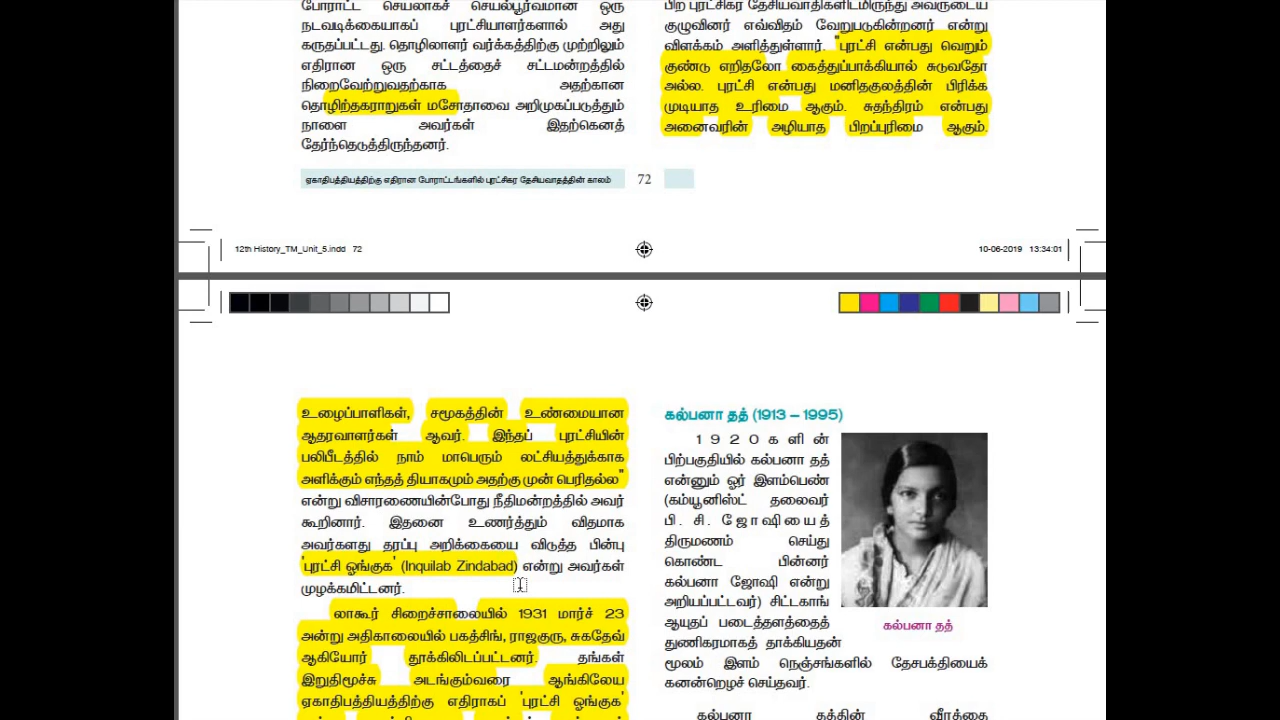 போராட்ட செயலாகச் செயல்பூர்வமான ஒரு
நடவடிக்கையாகப் புரட்சியாளர்களால் அது
கருதப்பட்டது. தொழிலாளர் வர்க்கத்திற்கு முற்றிலும்
எதிரான ஒரு சட்டத்தைச் சட்டமன்றத்தில்
நிறைவேற்றுவதற்காக அதற்கான
தொழிற்தகராறுகள் மசோதாவை அறிமுகப்படுத்தும்
நாளை அவர்கள் இதற்கெனத்
தேர்ந்தெடுத்திருந்தனர்.
பிற புரட்சிகர தேசியவாதிகளிடமிருந்து அவருடைய
குழுவினர் எவ்விதம் வேறுபடுகின்றனர் என்று
விளக்கம் அளித்துள்ளார். "புரட்சி என்பது வெறும்
குண்டு எறிதலோ கைத்துப்பாக்கியால் சுடுவதோ
அல்ல. புரட்சி என்பது மனிதகுலத்தின் பிரிக்க
முடியாத உரிமை ஆகும். சுதந்திரம் என்பது
அனைவரின் அழியாத பிறப்புரிமை ஆகும்.
ஏகாதிபத்தியத்திற்கு எதிரான போராட்டங்களில் புரட்சிகர தேசியவாதத்தின் காலம் 72
12th History_TM_Unit_5.indd 72
10-06-2019 13:34:01
உழைப்பாளிகள், சமூகத்தின் உண்மையான
ஆதரவாளர்கள் ஆவர். இந்தப் புரட்சியின்
பலிபீடத்தில் நாம் மாபெரும் லட்சியத்துக்காக
அளிக்கும் எந்தத் தியாகமும் அதற்கு முன் பெரிதல்ல"
என்று விசாரணையின்போது நீதிமன்றத்தில் அவர்
கூறினார். இதனை உணர்த்தும் விதமாக
அவர்களது தரப்பு அறிக்கையை விடுத்த பின்பு
'புரட்சி ஓங்குக' (Inquilab Zindabad) என்று அவர்கள்
முழக்கமிட்டனர்.
லாகூர் சிறைச்சாலையில் 1931 மார்ச் 23
அன்று அதிகாலையில் பகத்சிங், ராஜகுரு, சுகதேவ்
ஆகியோர் தூக்கிலிடப்பட்டனர். தங்கள்
இறுதிமூச்சு அடங்கும்வரை ஆங்கிலேய
ஏகாதிபத்தியத்திற்கு எதிராகப் 'புரட்சி ஓங்குக'
கல்பனா தத் (1913 – 1995)
1920களின்
பிற்பகுதியில் கல்பனா தத்
என்னும் ஓர் இளம்பெண்
(கம்யூனிஸ்ட் தலைவர்
பி. சி. ஜோஷியைத்
திருமணம் செய்து
கொண்ட பின்னர்
கல்பனா ஜோஷி என்று
அறியப்பட்டவர்) சிட்டகாங்
ஆயுதப் படைத்தளத்தைத்
துணிகரமாகத் தாக்கியதன்
மூலம் இளம் நெஞ்சங்களில் தேசபக்தியைக்
கனன்றெழச் செய்தவர்.
கல்பனா தத்
கல்பனா தத்தின் வீரத்தை